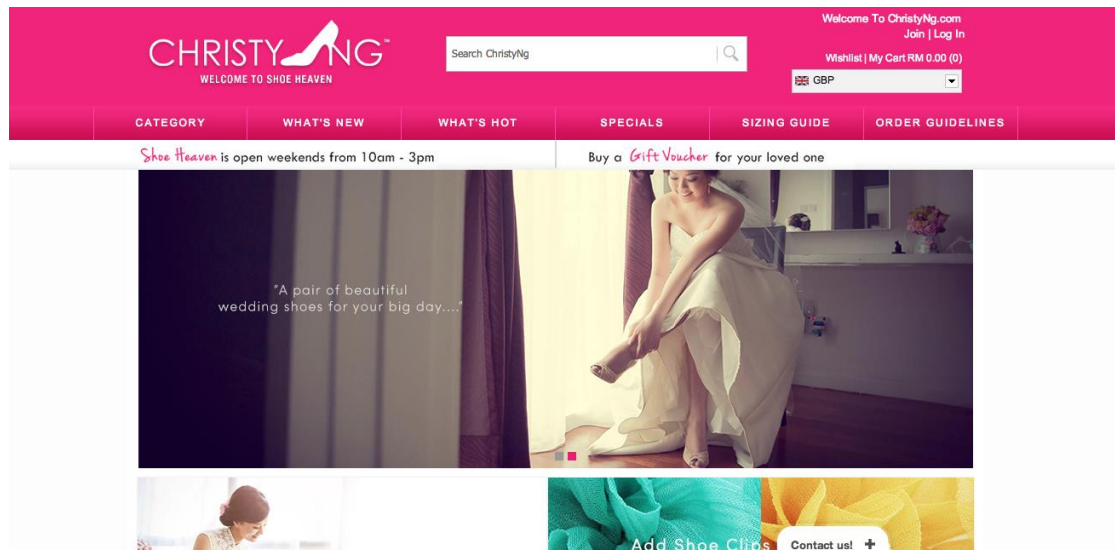 Welcome To ChristyNg.com
Join | Log In
CHRISTY NG™
WELCOME TO SHOE HEAVEN
Search ChristyNg
Wishlist | My Cart RM 0.00 (0)
GBP
CATEGORY WHAT'S NEW WHAT'S HOT SPECIALS SIZING GUIDE ORDER GUIDELINES
Shoe Heaven is open weekends from 10am - 3pm
Buy a Gift Voucher for your loved one
"A pair of beautiful
wedding shoes for your big day...."
Add Shoe Clips
Contact us! +